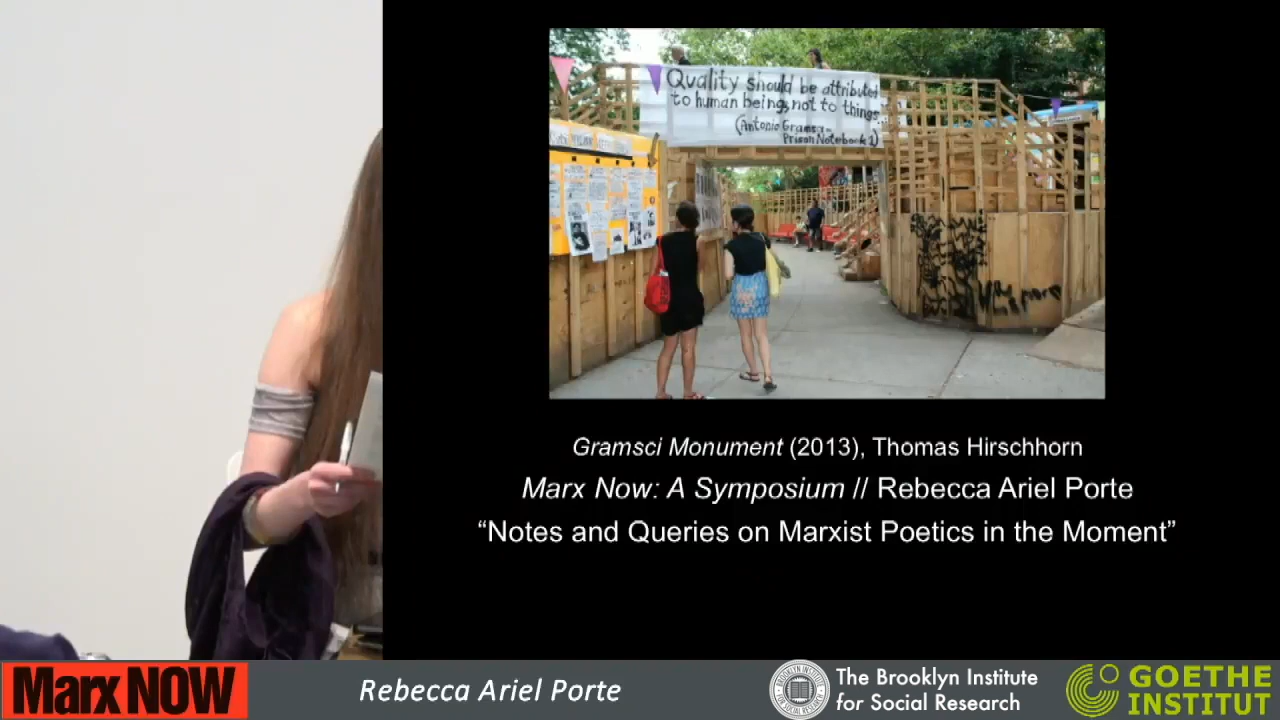 Quality should be attributed
to human being, not to things.
(Antonio Gramsci -
Prison Notebook 1)
Gramsci Monument (2013), Thomas Hirschhorn
Marx Now: A Symposium // Rebecca Ariel Porte
“Notes and Queries on Marxist Poetics in the Moment”
Marx NOW
Rebecca Ariel Porte
The Brooklyn Institute
for Social Research
GOETHE
INSTITUT